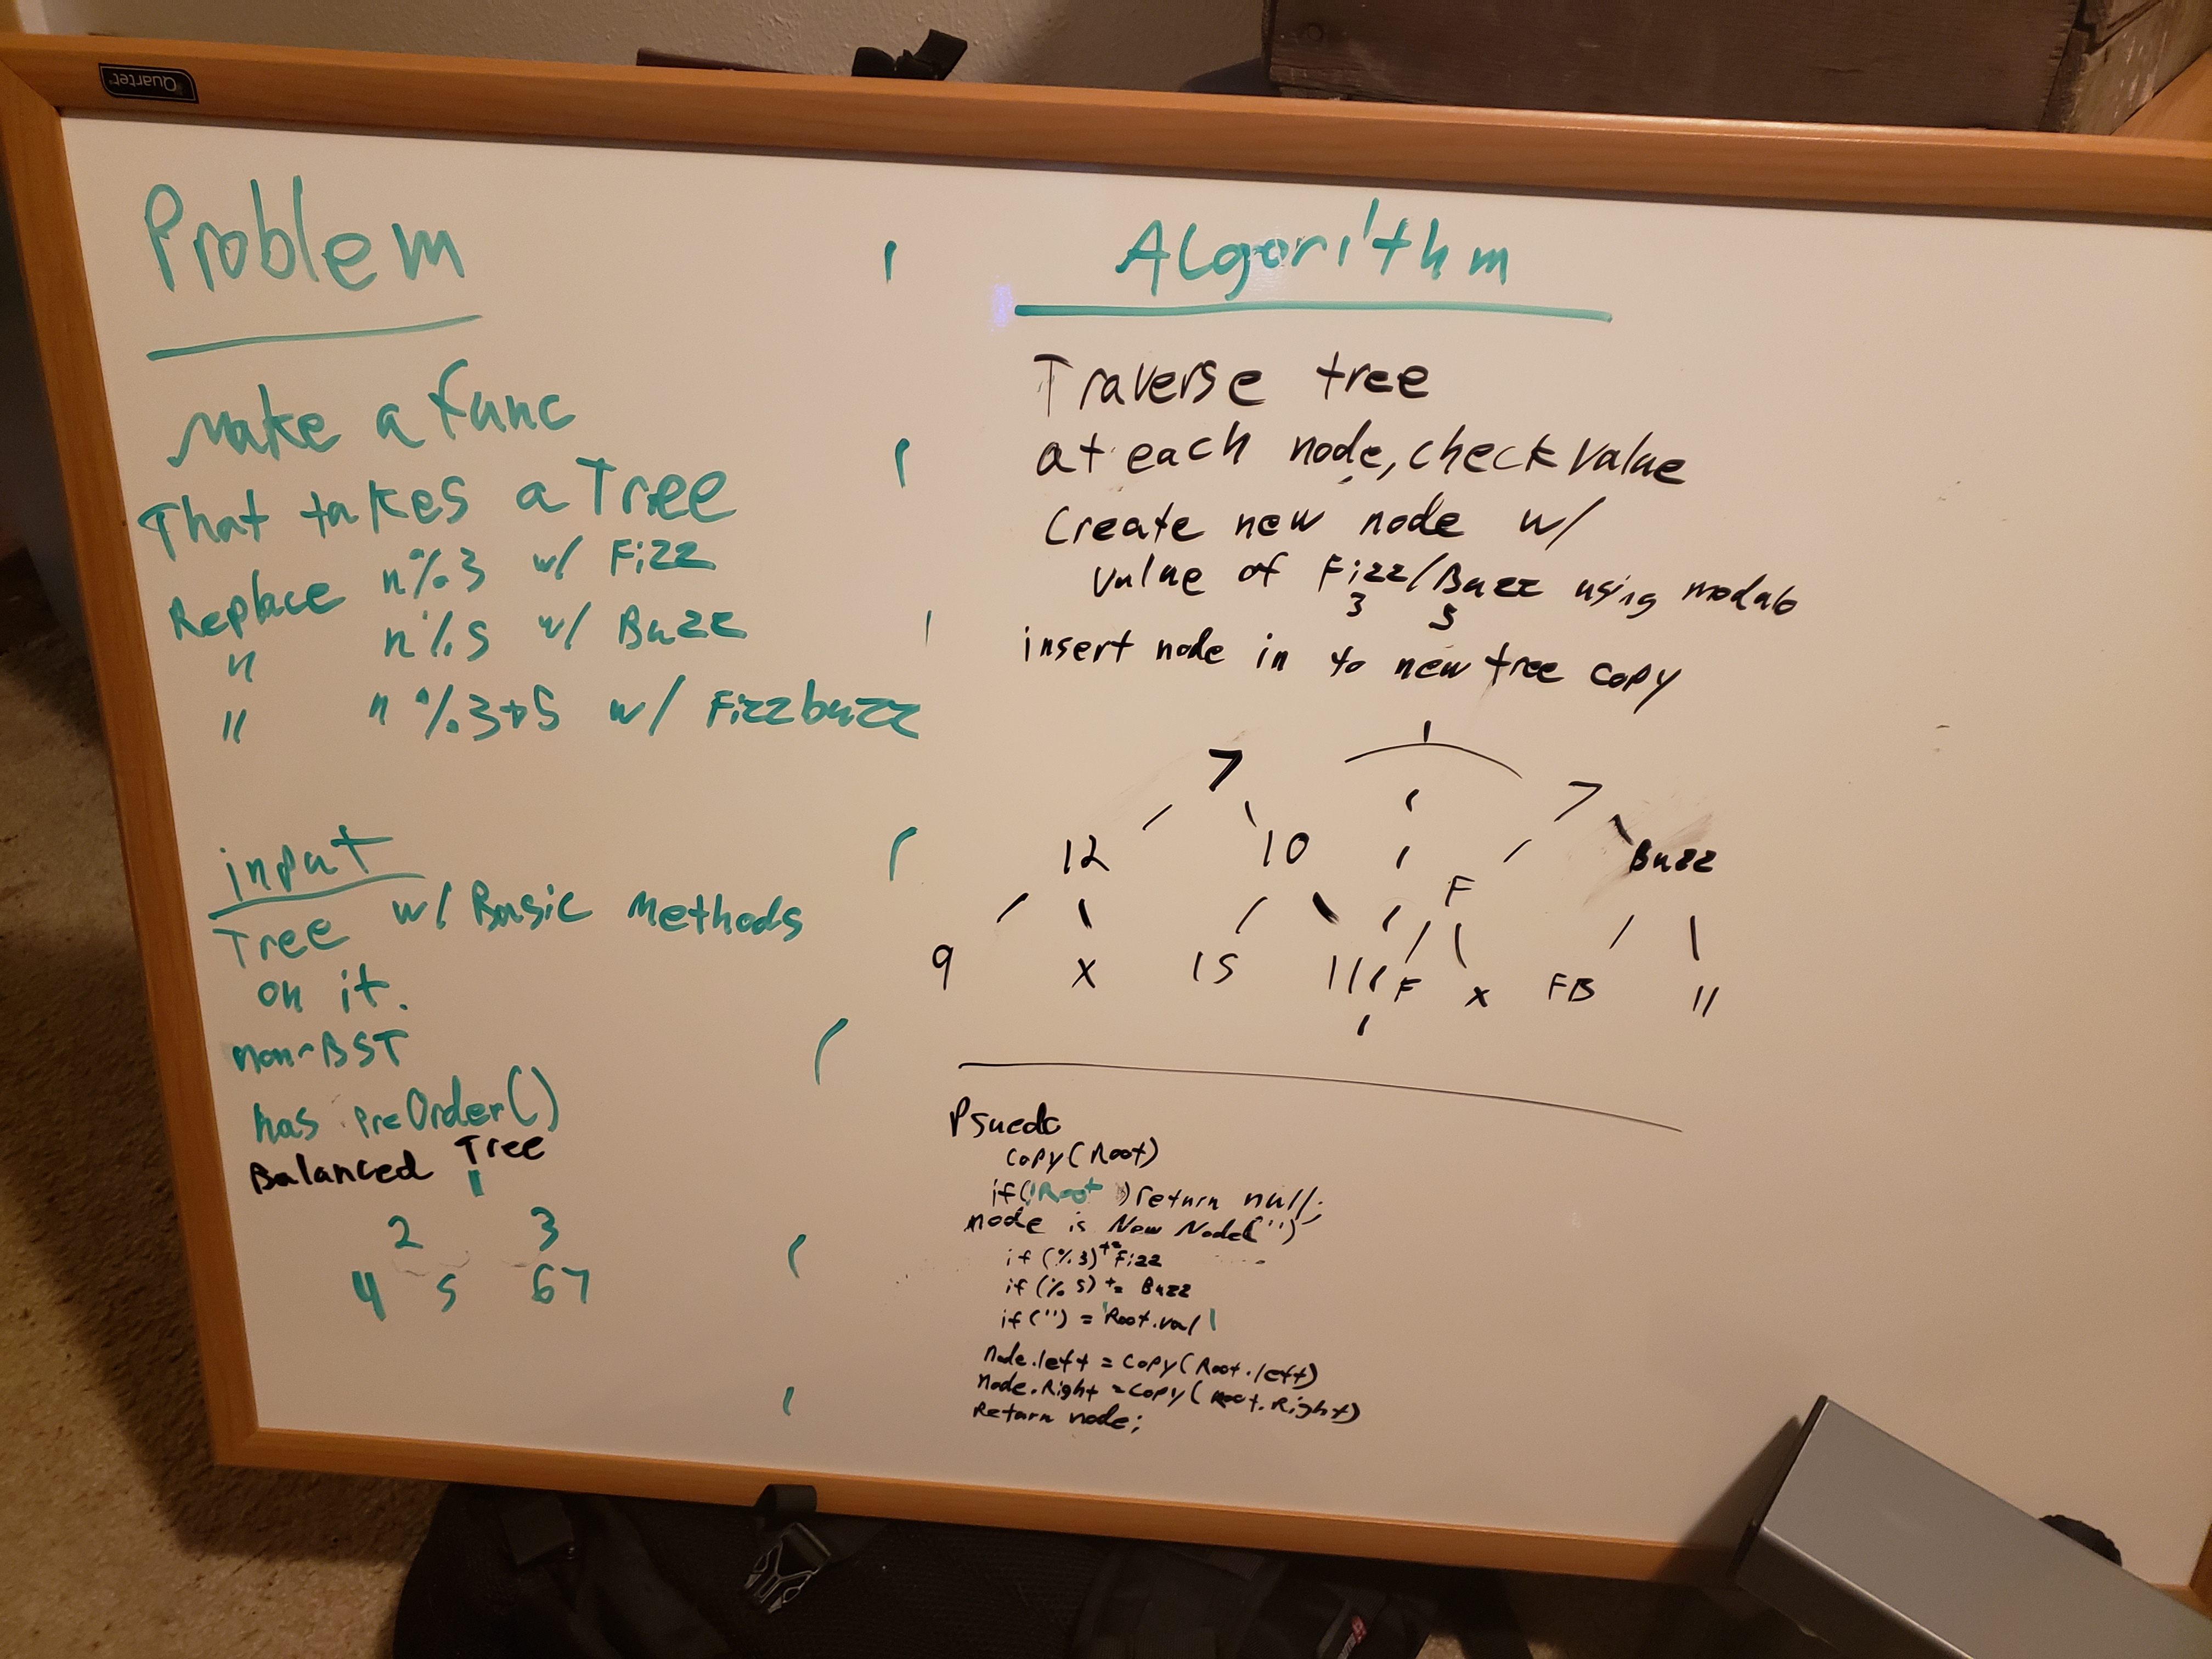 Quartet
Problem
make a func
That takes a Tree
Replace n%3 w/ Fizz
" n%5 w/ Buzz
" n%3+5 w/ Fizzbuzz
input
Tree w/ Basic Methods
on it.
non-BST
has preOrder()
Balanced Tree
1
2 3
4 5 6 7
Algorithm
Traverse tree
at each node, check value
Create new node w/
value of Fizz/Buzz using modulo
3 5
insert node in to new tree copy
7
12 10
9 x 15 11
7
F Buzz
F x FB 11
Psuedo
copy(Root)
if(!Root) return null;
node is New Node('')
if (%3) += Fizz
if (%5) += Buzz
if ('') = 'Root.val'
node.left = copy(Root.left)
node.Right = copy(Root.Right)
Return node;